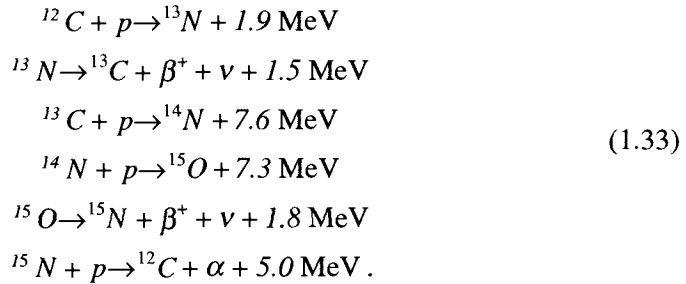 ¹²C + p→¹³N + 1.9 MeV
¹³N→¹³C + β⁺ + ν + 1.5 MeV
¹³C + p→¹⁴N + 7.6 MeV
(1.33)
¹⁴N + p→¹⁵O + 7.3 MeV
¹⁵O→¹⁵N + β⁺ + ν + 1.8 MeV
¹⁵N + p→¹²C + α + 5.0 MeV .